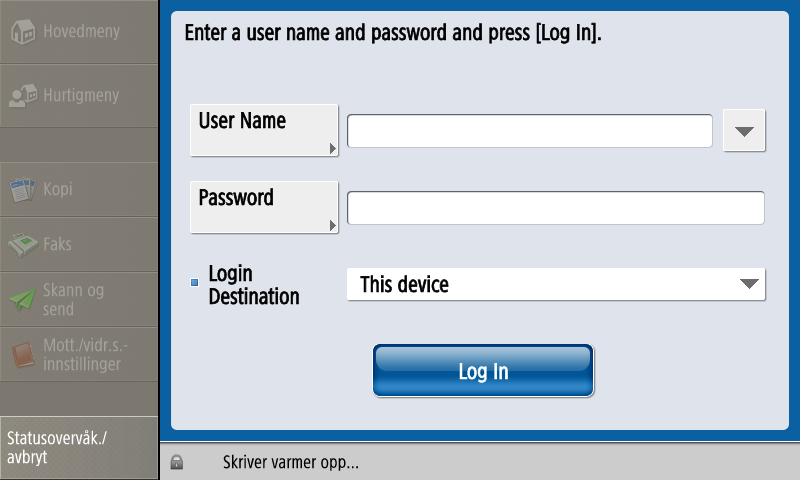 Hovedmeny
Hurtigmeny
Kopi
Faks
Skann og
send
Mott./vidr.s.-
innstillinger
Statusovervåk./
avbryt
Enter a user name and password and press [Log In].
User Name
Password
Login
Destination
This device
Log In
Skriver varmer opp...